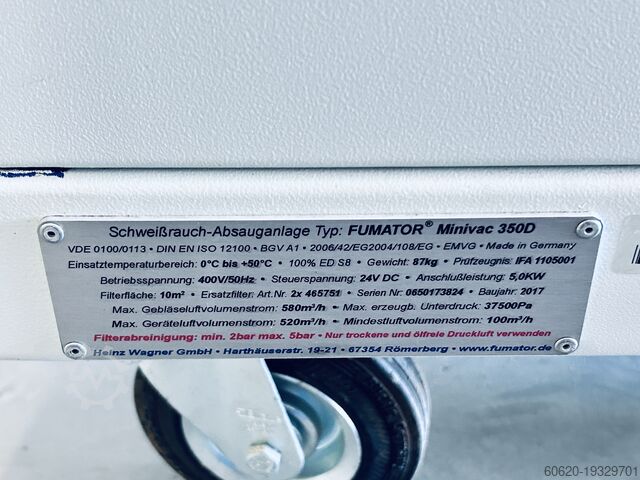 Schweißrauch-Absauganlage Typ: FUMATOR® Minivac 350D
VDE 0100/0113 • DIN EN ISO 12100 • BGV A1 • 2006/42/EG2004/108/EG • EMVG • Made in Germany
Einsatztemperaturbereich: 0°C bis +50°C • 100% ED S8 • Gewicht: 87kg • Prüfzeugnis: IFA 1105001
Betriebsspannung: 400V/50Hz • Steuerspannung: 24V DC • Anschlußleistung: 5,0KW
Filterfläche: 10m² • Ersatzfilter: Art.Nr. 2x 465751 • Serien Nr: 0650173824 • Baujahr: 2017
Max. Gebläseluftvolumenstrom: 580m³/h • Max. erzeugb. Unterdruck: 37500Pa
Max. Geräteluftvolumenstrom: 520m³/h • Mindestluftvolumenstrom: 100m³/h
Filterabreinigung: min. 2bar max. 5bar • Nur trockene und ölfreie Druckluft verwenden
Heinz Wagner GmbH • Harthäuserstr. 19-21 • 67354 Römerberg • www.fumator.de
60620-19329701